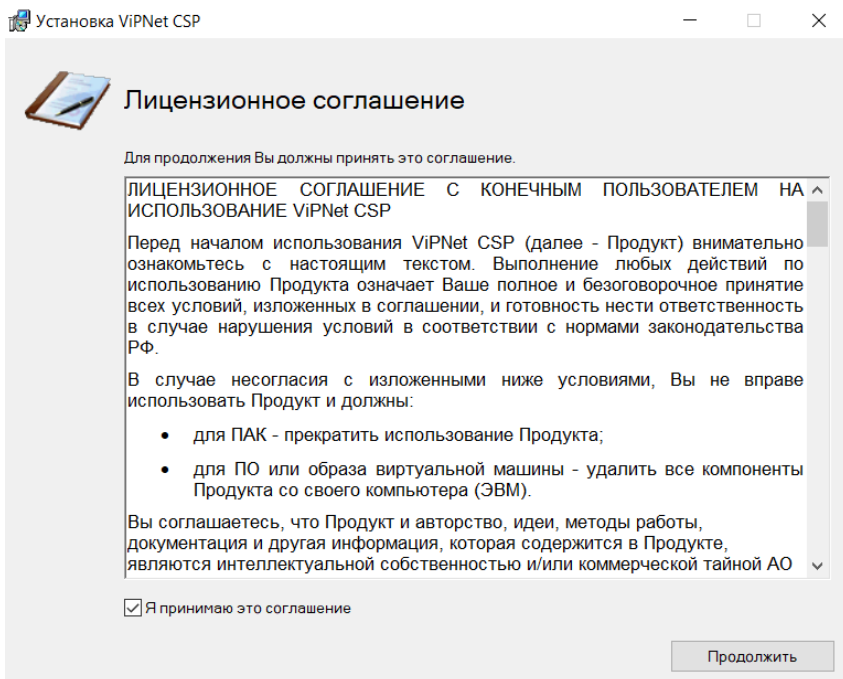 Установка ViPNet CSP
Лицензионное соглашение
Для продолжения Вы должны принять это соглашение.
ЛИЦЕНЗИОННОЕ СОГЛАШЕНИЕ С КОНЕЧНЫМ ПОЛЬЗОВАТЕЛЕМ НА
ИСПОЛЬЗОВАНИЕ ViPNet CSP
Перед началом использования ViPNet CSP (далее - Продукт) внимательно
ознакомьтесь с настоящим текстом. Выполнение любых действий по
использованию Продукта означает Ваше полное и безоговорочное принятие
всех условий, изложенных в соглашении, и готовность нести ответственность
в случае нарушения условий в соответствии с нормами законодательства
РФ.
В случае несогласия с изложенными ниже условиями, Вы не вправе
использовать Продукт и должны:
• для ПАК - прекратить использование Продукта;
• для ПО или образа виртуальной машины - удалить все компоненты
Продукта со своего компьютера (ЭВМ).
Вы соглашаетесь, что Продукт и авторство, идеи, методы работы,
документация и другая информация, которая содержится в Продукте,
являются интеллектуальной собственностью и/или коммерческой тайной АО
Я принимаю это соглашение
Продолжить